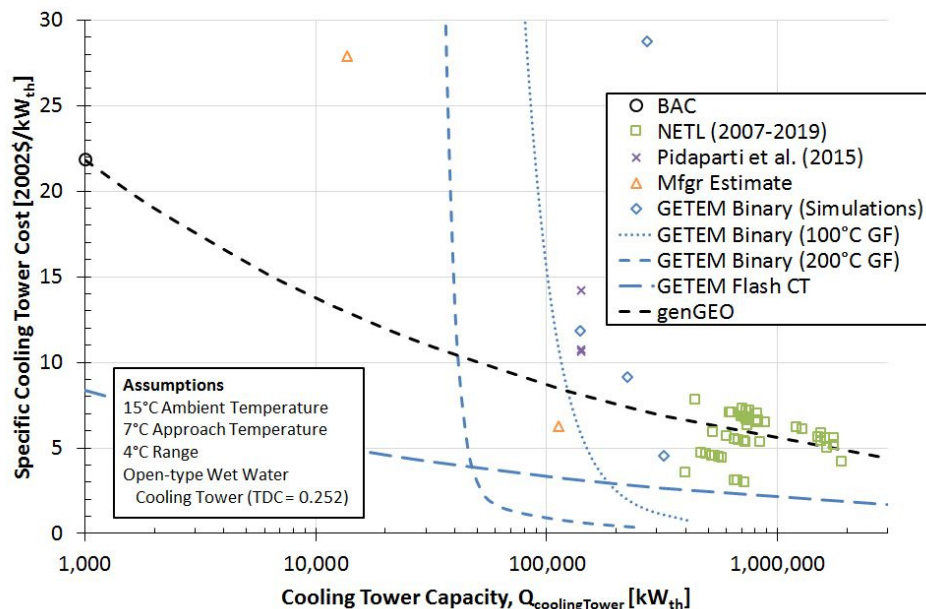 30
25
20
15
10
5
0
Specific Cooling Tower Cost [2002$/kWth]
BAC
NETL (2007-2019)
Pidaparti et al. (2015)
Mfgr Estimate
GETEM Binary (Simulations)
GETEM Binary (100°C GF)
GETEM Binary (200°C GF)
GETEM Flash CT
genGEO
Assumptions
15°C Ambient Temperature
7°C Approach Temperature
4°C Range
Open-type Wet Water
Cooling Tower (TDC = 0.252)
1,000
10,000
100,000
1,000,000
Cooling Tower Capacity, QcoolingTower [kWth]